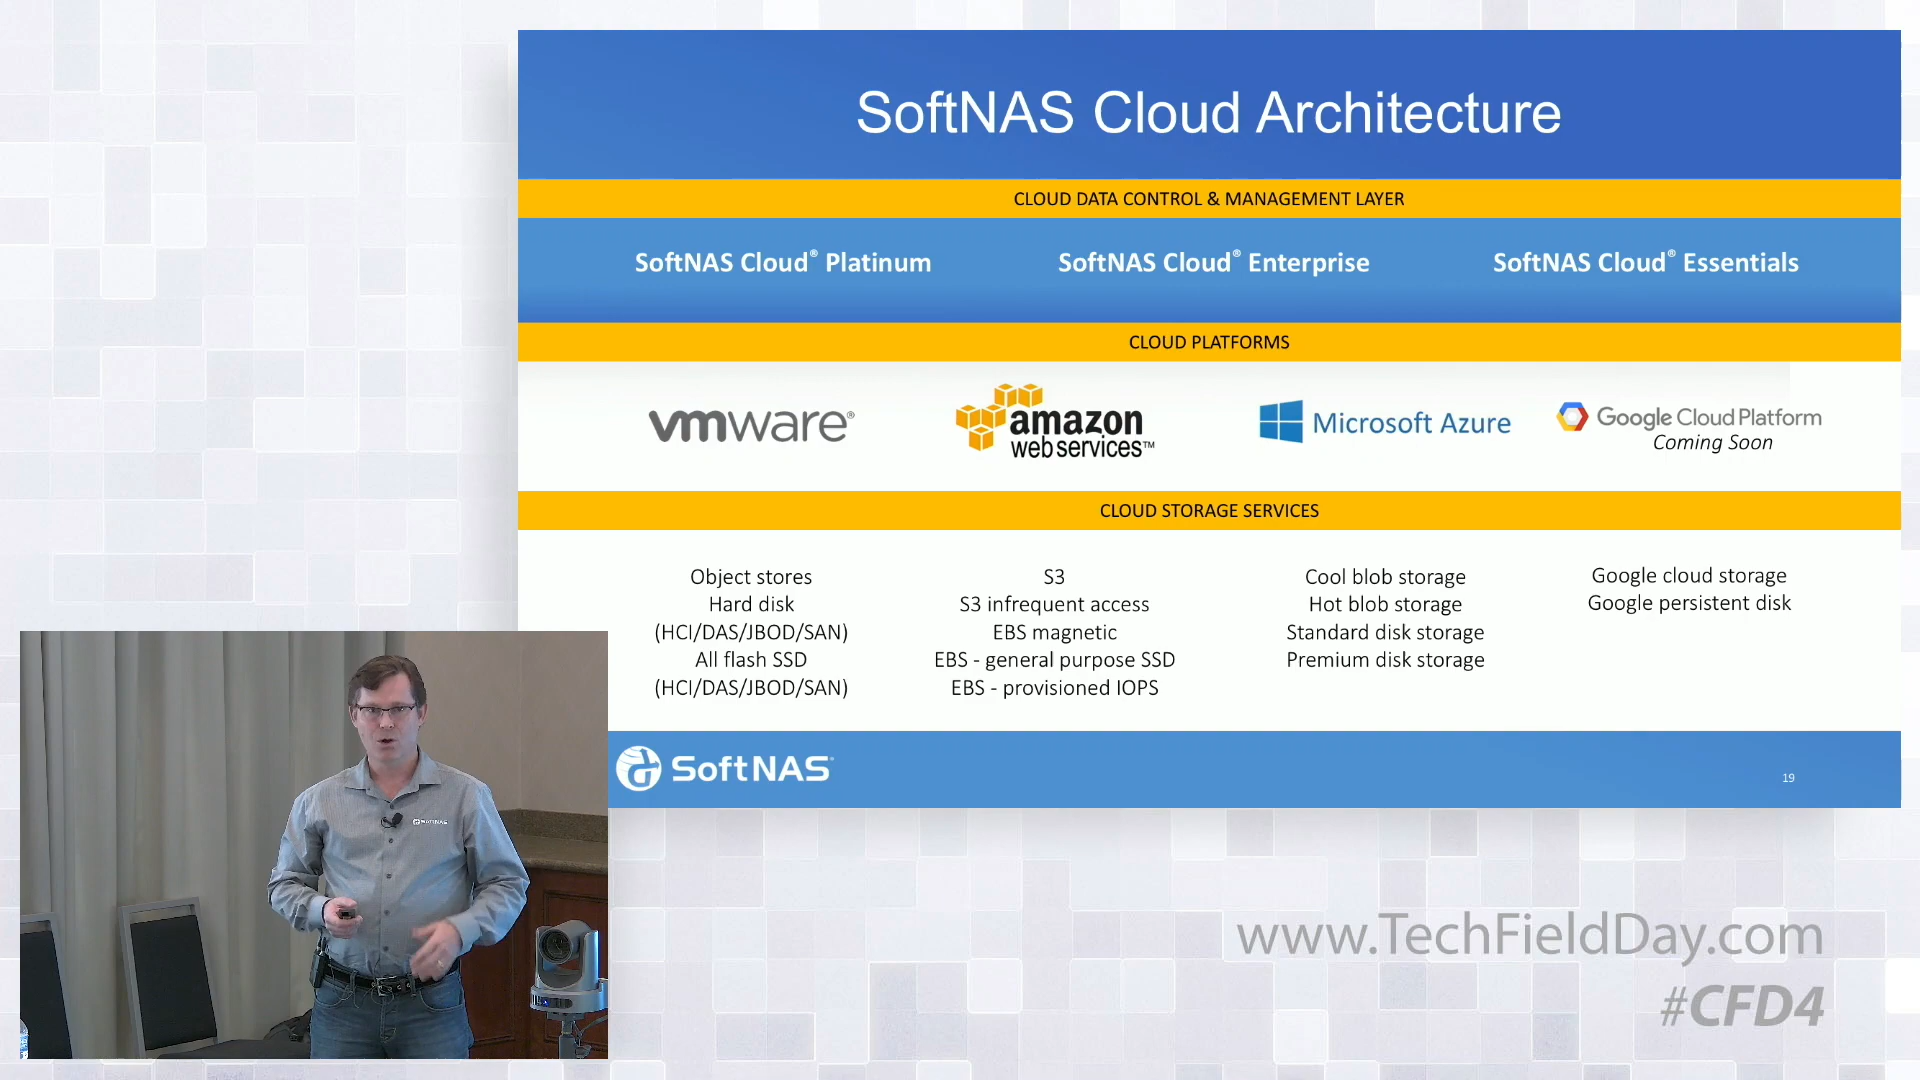 SoftNAS Cloud Architecture
CLOUD DATA CONTROL & MANAGEMENT LAYER
SoftNAS Cloud® Platinum
SoftNAS Cloud® Enterprise
SoftNAS Cloud® Essentials
CLOUD PLATFORMS
vmware®
amazon
web services™
Microsoft Azure
Google Cloud Platform
Coming Soon
CLOUD STORAGE SERVICES
Object stores
Hard disk
(HCI/DAS/JBOD/SAN)
All flash SSD
(HCI/DAS/JBOD/SAN)
S3
S3 infrequent access
EBS magnetic
EBS - general purpose SSD
EBS - provisioned IOPS
Cool blob storage
Hot blob storage
Standard disk storage
Premium disk storage
Google cloud storage
Google persistent disk
SoftNAS
19
SOFTNAS
www.TechFieldDay.com
#CFD4